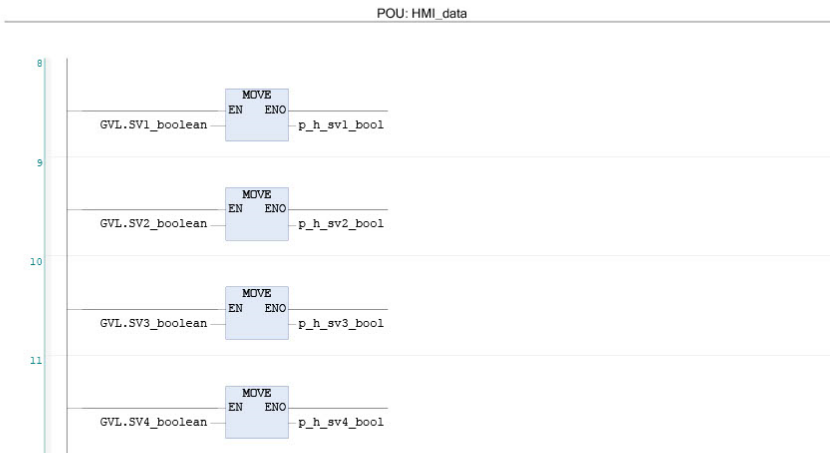 POU: HMI_data
8
MOVE
EN ENO
GVL.SV1_boolean p_h_sv1_bool
9
MOVE
EN ENO
GVL.SV2_boolean p_h_sv2_bool
10
MOVE
EN ENO
GVL.SV3_boolean p_h_sv3_bool
11
MOVE
EN ENO
GVL.SV4_boolean p_h_sv4_bool